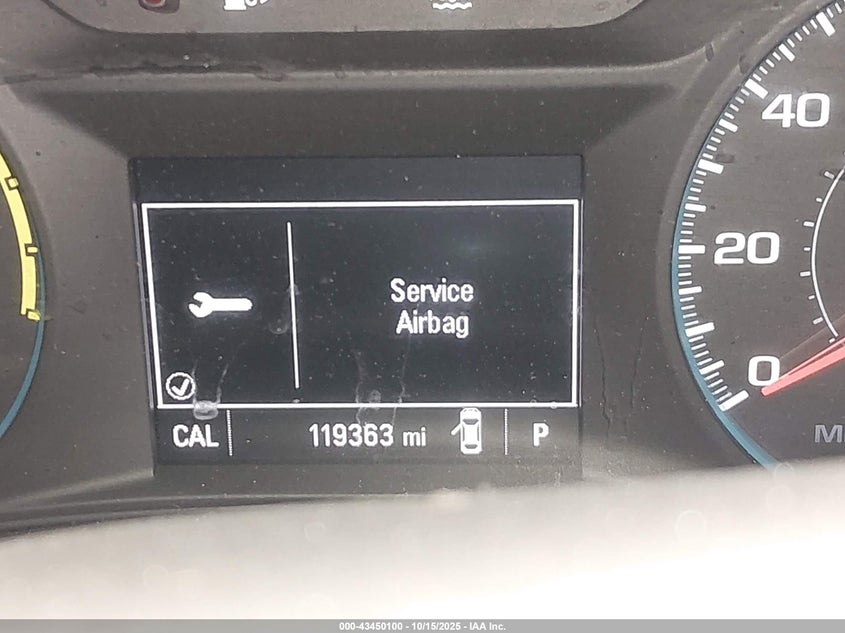 40
Service
Airbag
20
0
CAL 119363 mi P
000-43450100 - 10/15/2025 - IAA Inc.